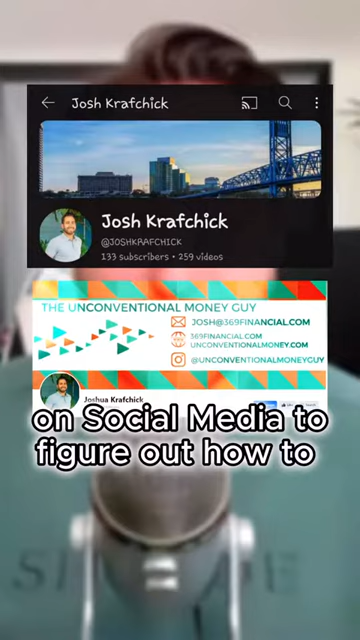 Josh Krafchick
Josh Krafchick
@JOSHKRAFCHICK
133 subscribers • 259 videos
THE UNCONVENTIONAL MONEY GUY
JOSH@369FINANCIAL.COM
369FINANCIAL.COM
UNCONVENTIONALMONEY.COM
@UNCONVENTIONALMONEYGUY
Joshua Krafchick
on Social Media to
figure out how to